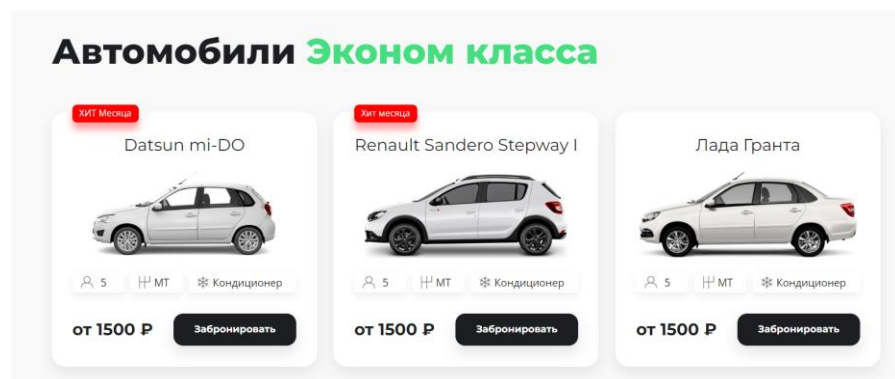 Автомобили Эконом класса
ХИТ Месяца
Datsun mi-DO
5 МТ Кондиционер
от 1500 ₽ Забронировать
Хит месяца
Renault Sandero Stepway I
5 МТ Кондиционер
от 1500 ₽ Забронировать
Лада Гранта
5 МТ Кондиционер
от 1500 ₽ Забронировать